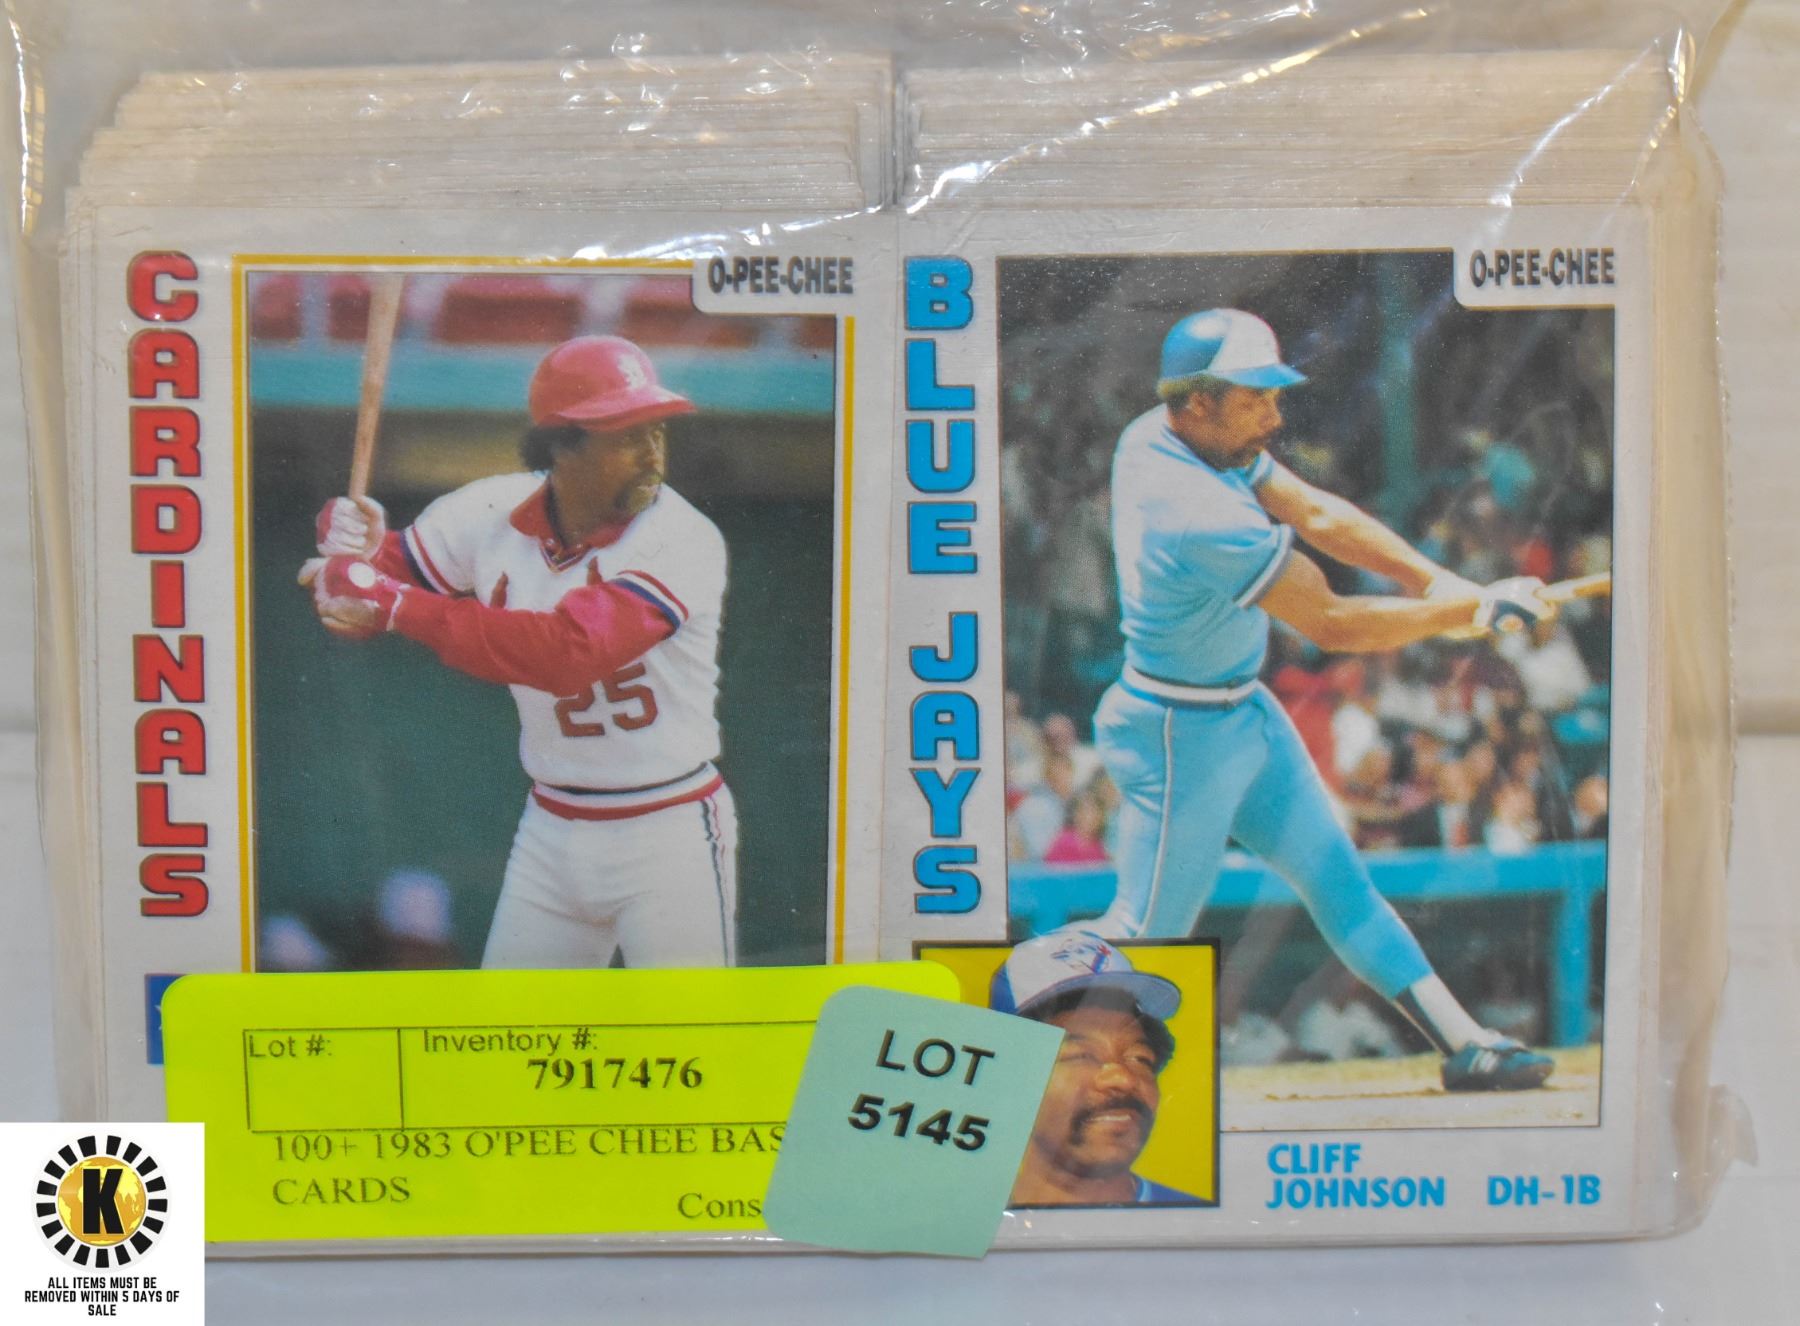 CARDINALS
O-PEE-CHEE
25
BLUE JAYS
O-PEE-CHEE
CLIFF
JOHNSON DH-1B
Lot #:
Inventory #:
7917476
100+ 1983 O'PEE CHEE BAS
CARDS
Cons
LOT
5145
K
ALL ITEMS MUST BE
REMOVED WITHIN 5 DAYS OF
SALE